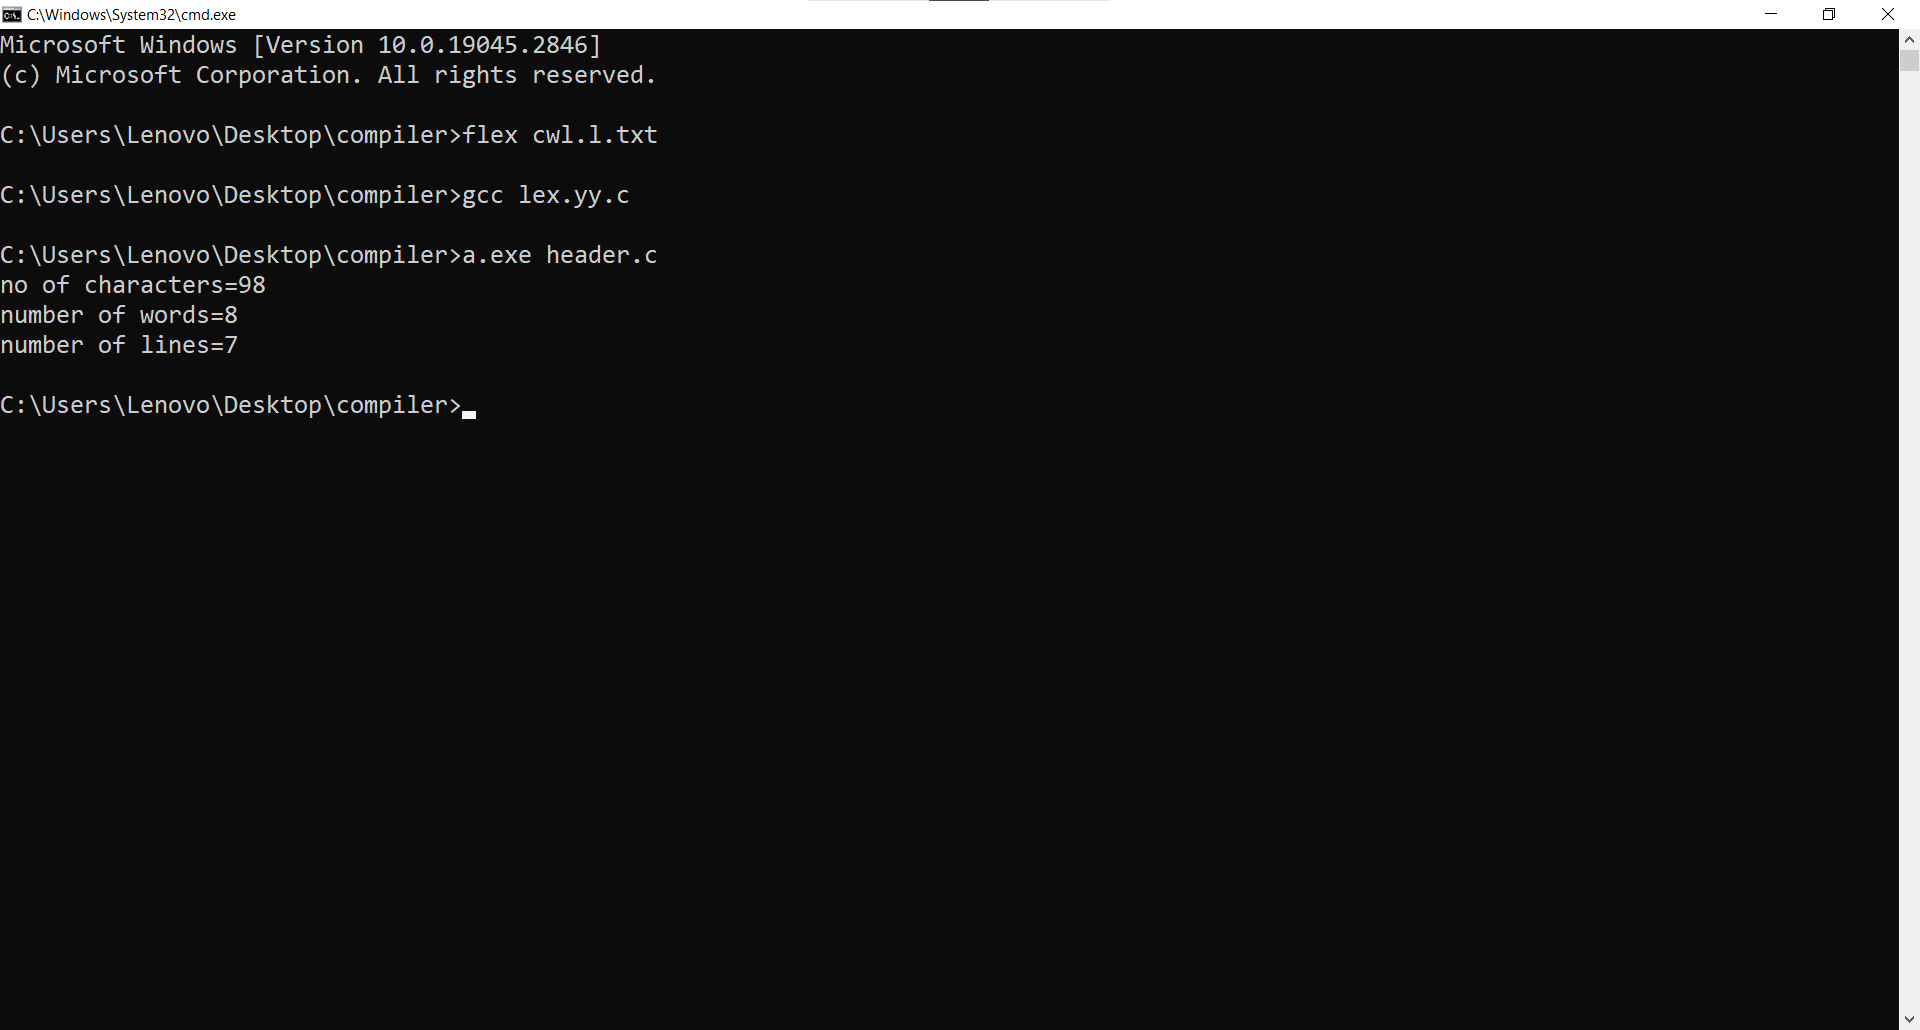 C:\Windows\System32\cmd.exe
Microsoft Windows [Version 10.0.19045.2846]
(c) Microsoft Corporation. All rights reserved.
C:\Users\Lenovo\Desktop\compiler>flex cwl.l.txt
C:\Users\Lenovo\Desktop\compiler>gcc lex.yy.c
C:\Users\Lenovo\Desktop\compiler>a.exe header.c
no of characters=98
number of words=8
number of lines=7
C:\Users\Lenovo\Desktop\compiler>